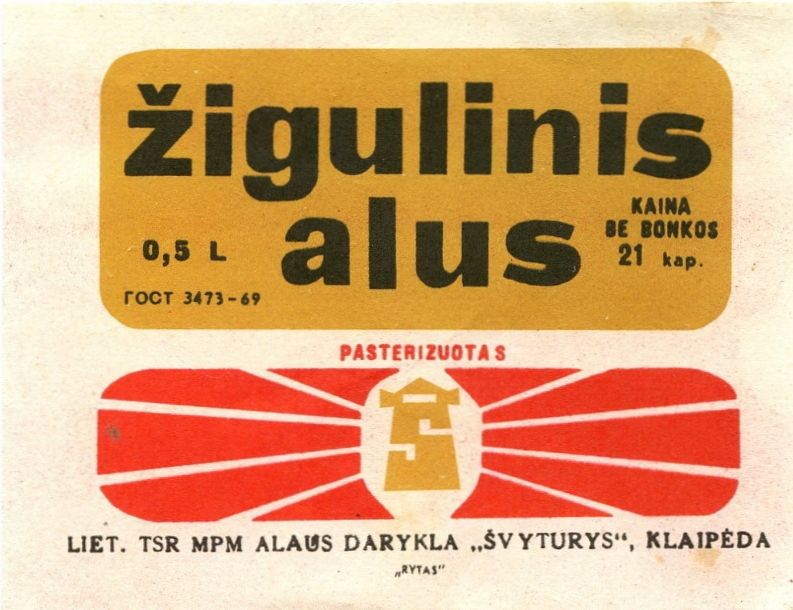 žigulinis
alus
0,5 L
ГОСТ 3473-69
KAINA
BE BONKOS
21 kap.
PASTERIZUOTAS
Š
LIET. TSR MPM ALAUS DARYKLA „ŠVYTURYS“, KLAIPĖDA
„RYTAS“